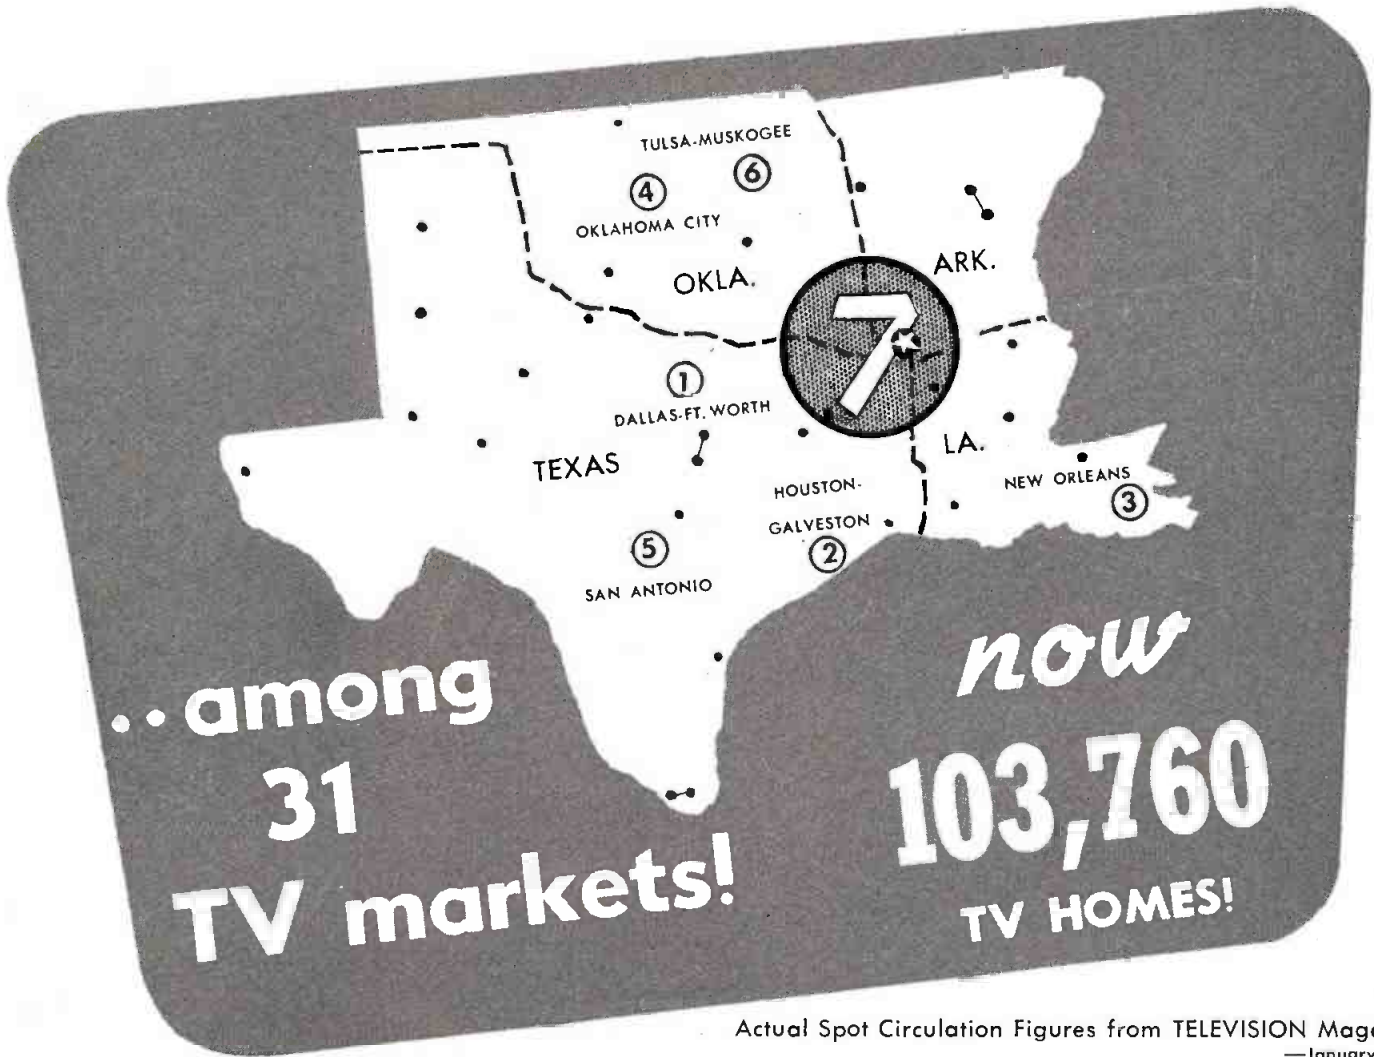 TULSA-MUSKOGEE
6
4
OKLAHOMA CITY
OKLA.
ARK.
7
1
DALLAS-FT. WORTH
TEXAS
LA.
HOUSTON-
GALVESTON
2
NEW ORLEANS
3
5
SAN ANTONIO
..among
31
TV markets!
now
103,760
TV HOMES!
Actual Spot Circulation Figures from TELEVISION
—January